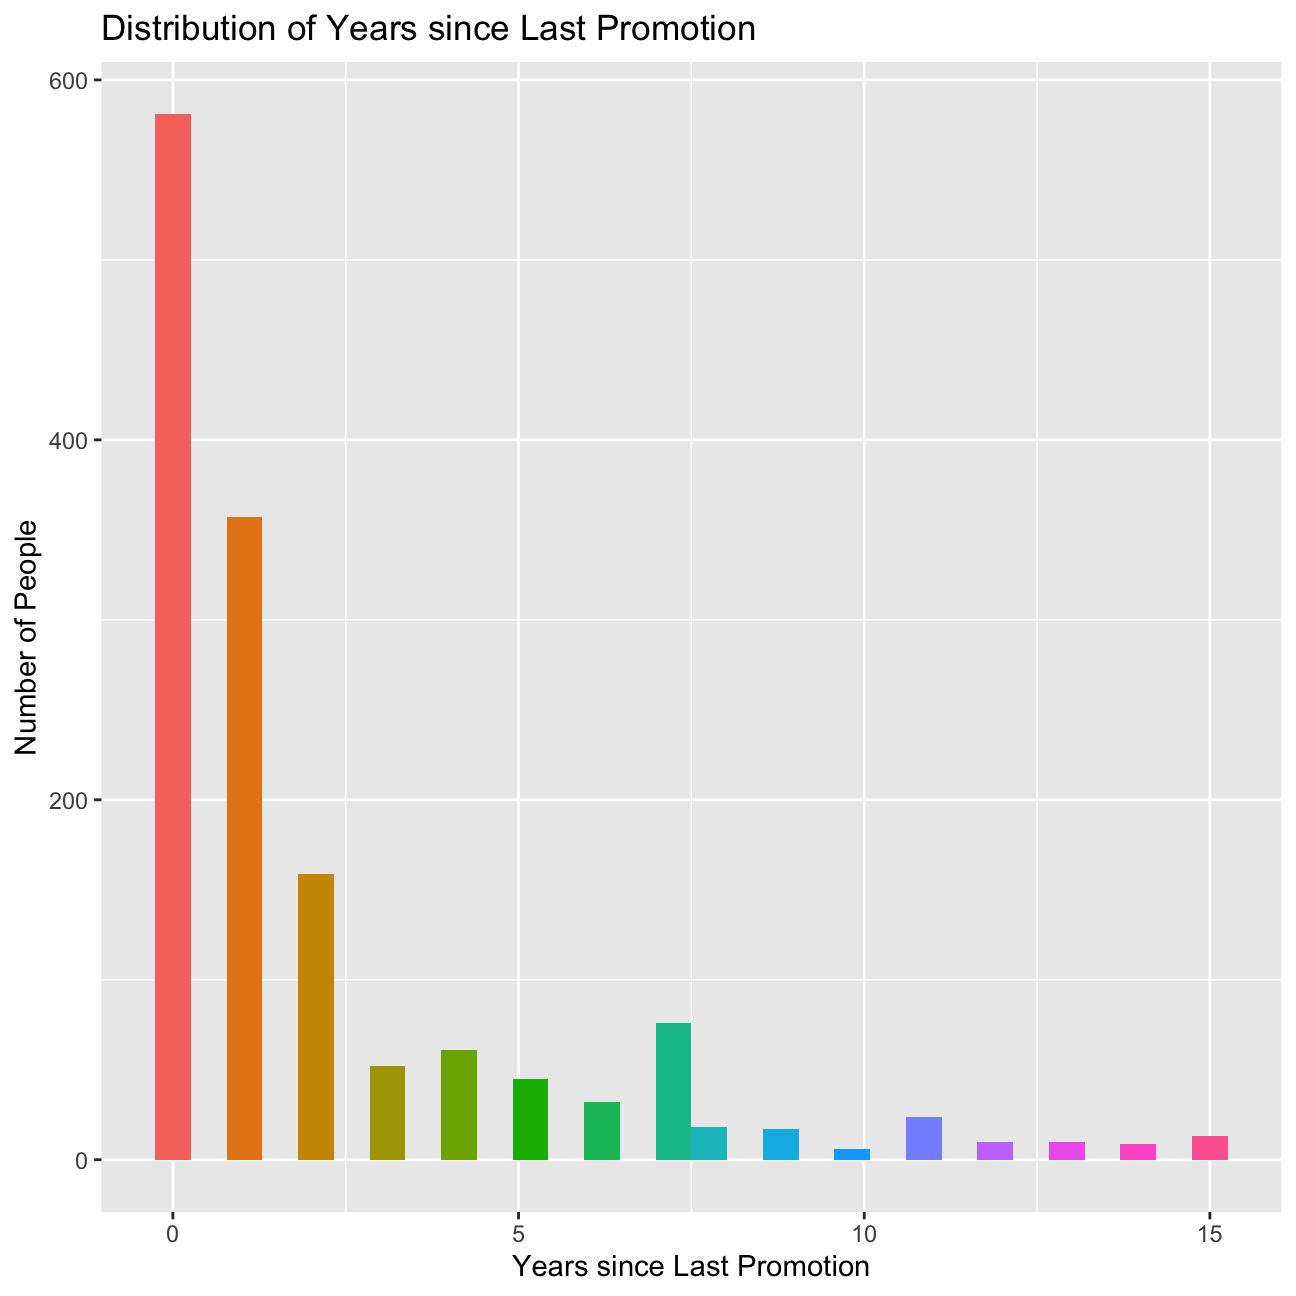 Distribution of Years since Last Promotion
600
400
200
0
Number of People
0 5 10 15
Years since Last Promotion